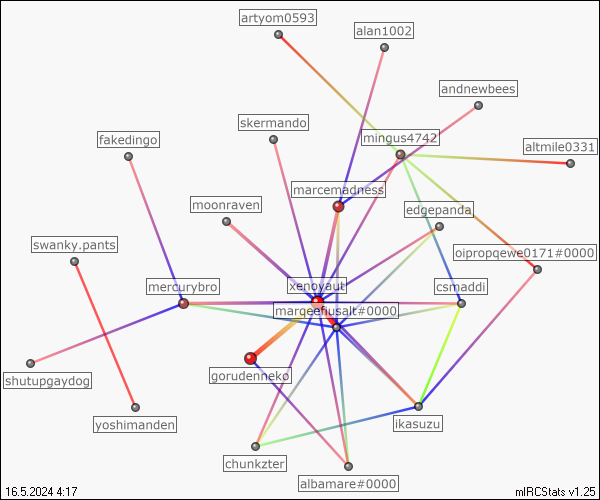 artyom0593
alan1002
andnewbees
skermando
mingus4742
fakedingo
altmile0331
marcemadness
moonraven
edgepanda
swanky.pants
oipropqewe0171#0000
mercurybro
xenoyaut
csmaddi
marqeefiusalt#0000
gorudenneko
shutupgaydog
yoshimanden
ikasuzu
chunkzter
albamare#0000
16.5.2024 4:17
mIRCStats v1.25